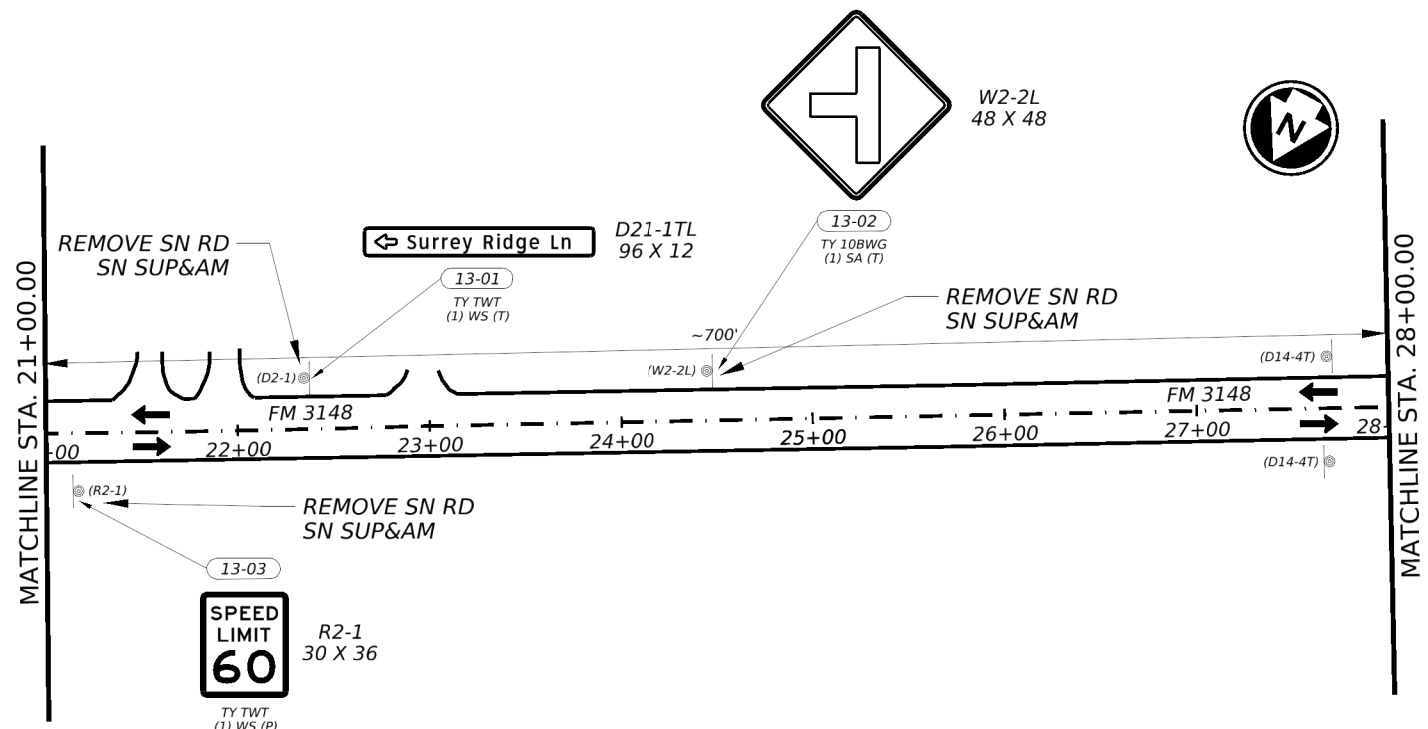 W2-2L
48 X 48
N
13-02
TY 10BWG
(1) SA (T)
REMOVE SN RD
SN SUP&AM
Surrey Ridge Ln
D21-1TL
96 X 12
13-01
TY TWT
(1) WS (T)
REMOVE SN RD
SN SUP&AM
~700'
(D2-1)
(W2-2L)
(D14-4T)
MATCHLINE STA. 21+00.00
MATCHLINE STA. 28+00.00
FM 3148
FM 3148
+00
22+00
23+00
24+00
25+00
26+00
27+00
28+
(R2-1)
(D14-4T)
REMOVE SN RD
SN SUP&AM
13-03
SPEED
LIMIT
60
R2-1
30 X 36
TY TWT
(1) WS (P)